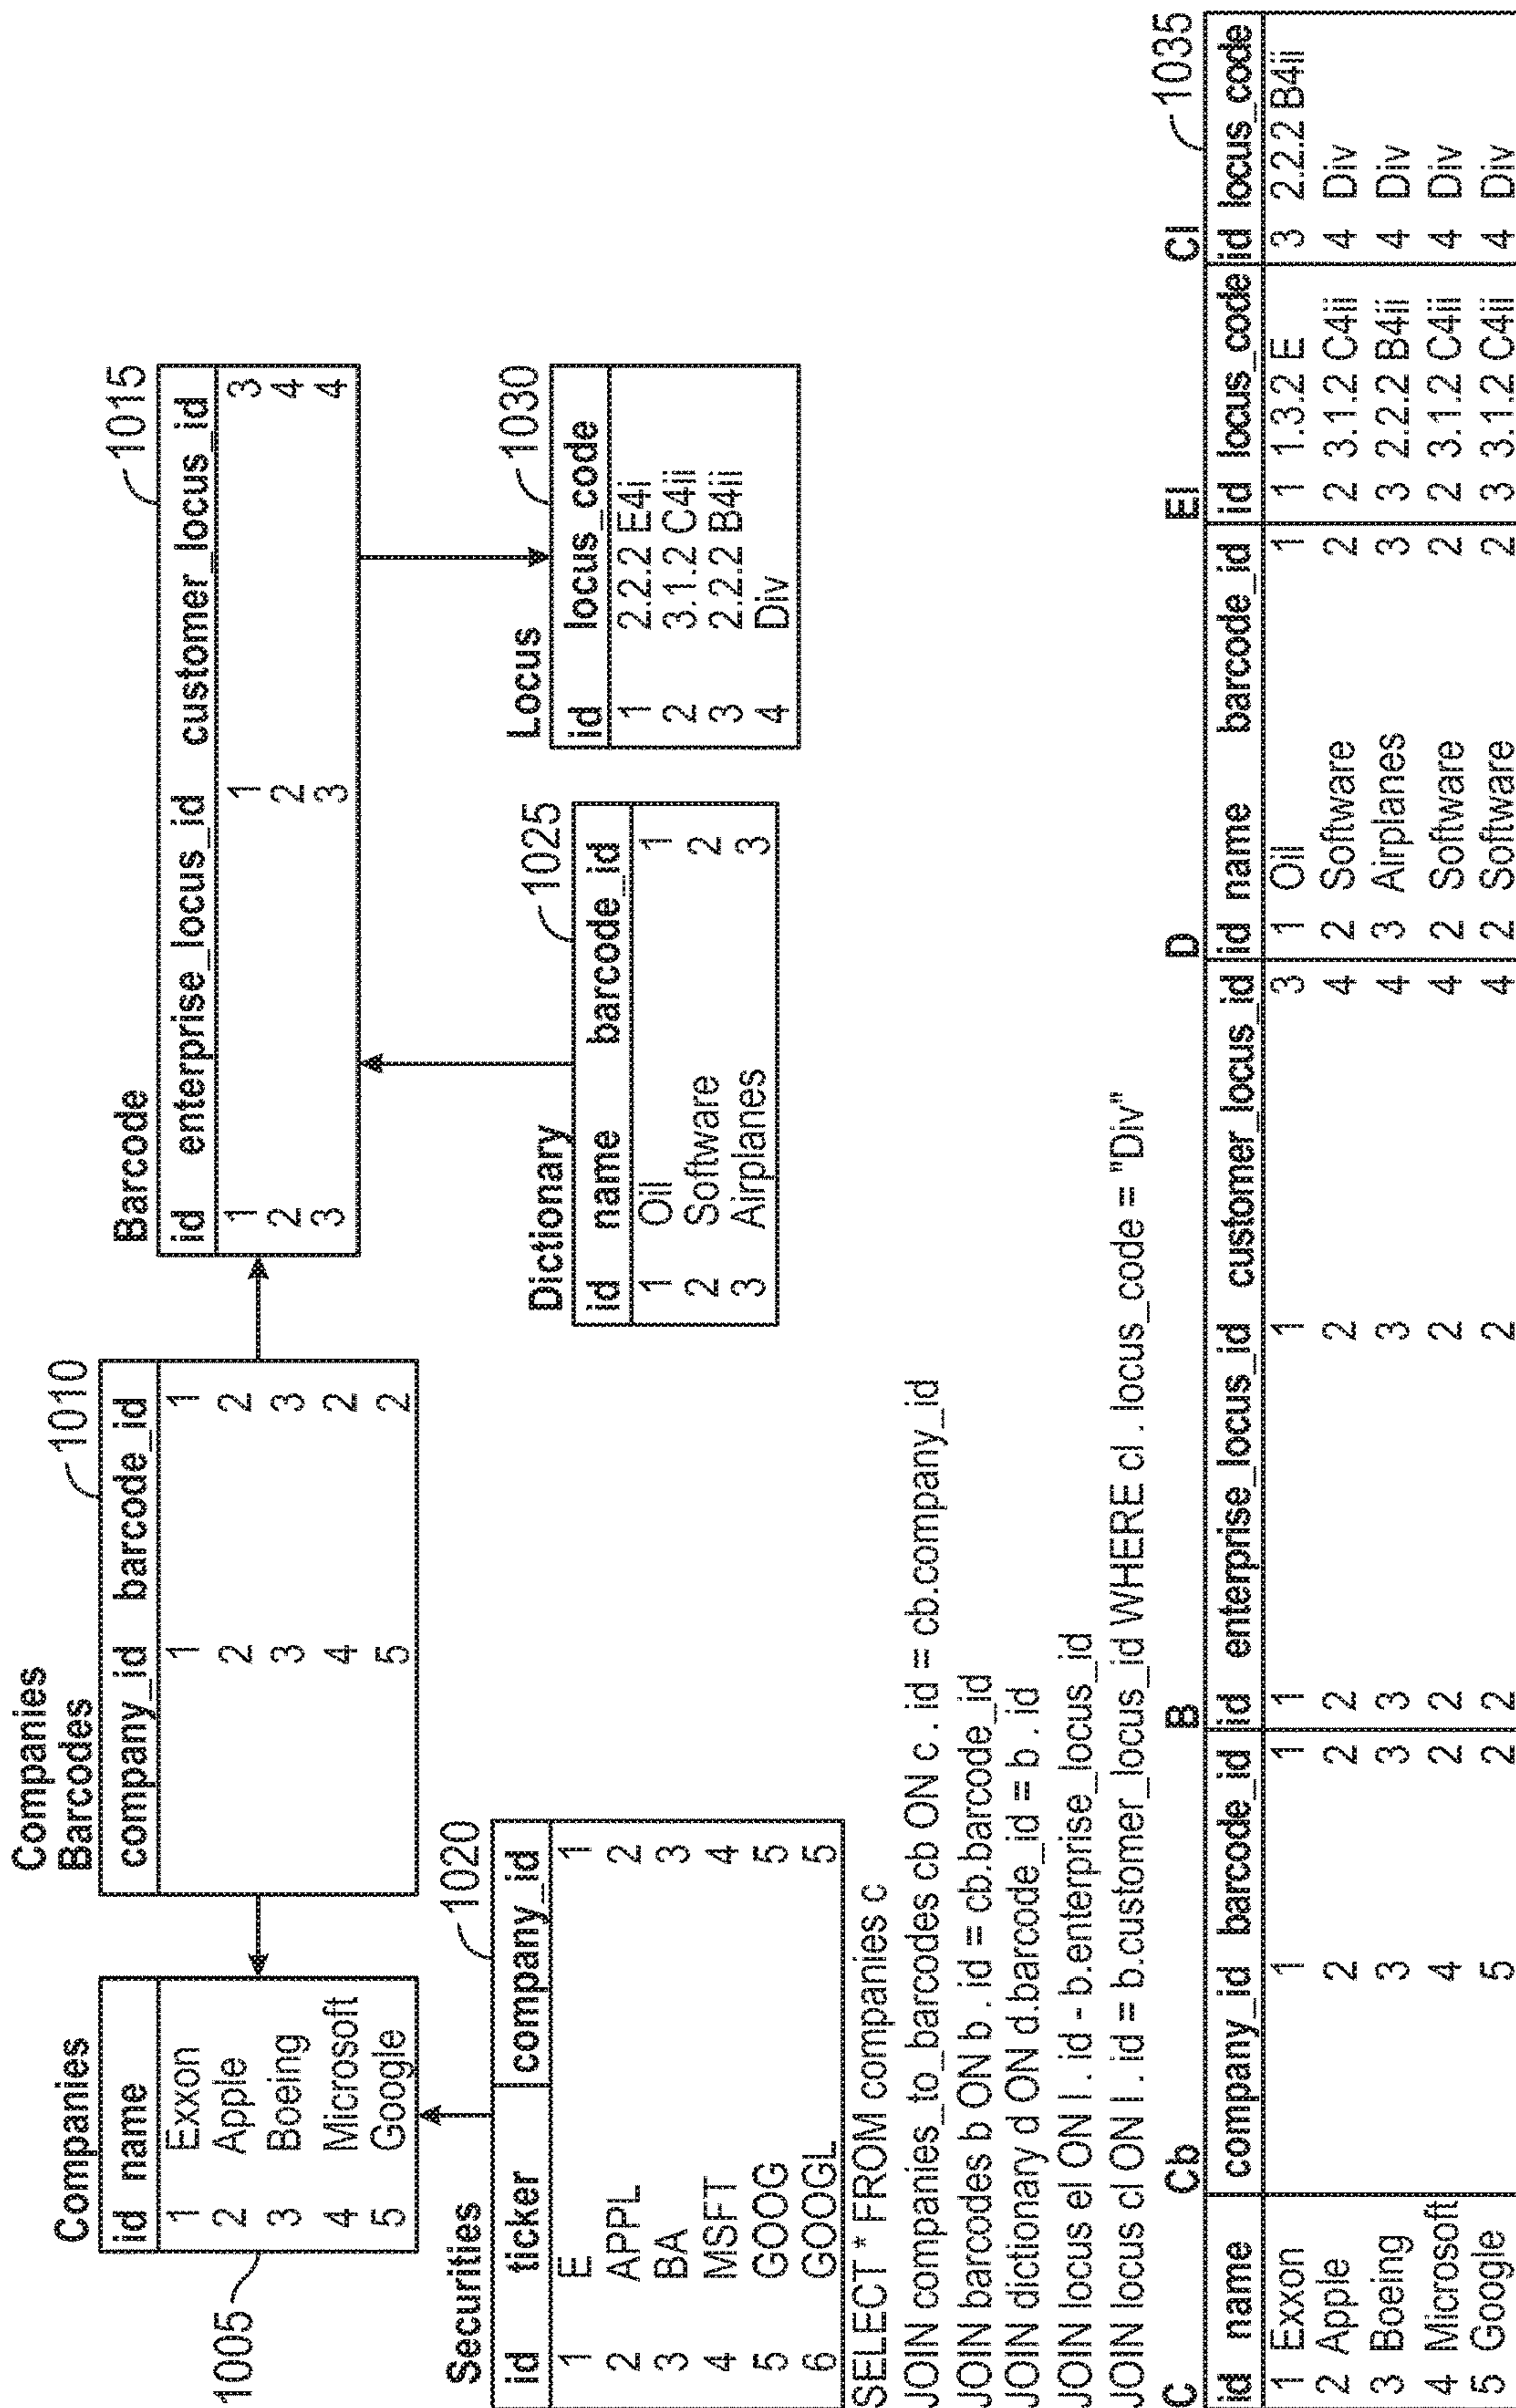 Companies
id name
1 Exxon
2 Apple
3 Boeing
4 Microsoft
5 Google
1005
Companies
Barcodes
1010
company_id barcode_id
1 1
2 2
3 3
4 2
5 2
Barcode
1015
id enterprise_locus_id customer_locus_id
1 1 3
2 2 4
3 3 4
Securities
1020
id ticker company_id
1 E 1
2 APPL 2
3 BA 3
4 MSFT 4
5 GOOG 5
6 GOOGL 5
Dictionary
1025
id name barcode_id
1 Oil 1
2 Software 2
3 Airplanes 3
Locus
1030
id locus_code
1 2.2.2 E4i
2 3.1.2 C4ii
3 2.2.2 B4ii
4 Div
SELECT * FROM companies c
JOIN companies_to_barcodes cb ON c . id = cb.company_id
JOIN barcodes b ON b . id = cb.barcode_id
JOIN dictionary d ON d.barcode_id = b . id
JOIN locus el ON l . id - b.enterprise_locus_id
JOIN locus cl ON l . id = b.customer_locus_id WHERE cl . locus_code = "Div"
1035
C Cb B D El Cl
id name company_id barcode_id id enterprise_locus_id customer_locus_id id name barcode_id id locus_code id locus_code
1 Exxon 1 1 1 1 3 1 Oil 1 1 1.3.2 E 3 2.2.2 B4ii
2 Apple 2 2 2 2 4 2 Software 2 2 3.1.2 C4ii 4 Div
3 Boeing 3 3 3 3 4 3 Airplanes 3 3 2.2.2 B4ii 4 Div
4 Microsoft 4 2 2 2 4 2 Software 2 2 3.1.2 C4ii 4 Div
5 Google 5 2 2 2 4 2 Software 2 3 3.1.2 C4ii 4 Div